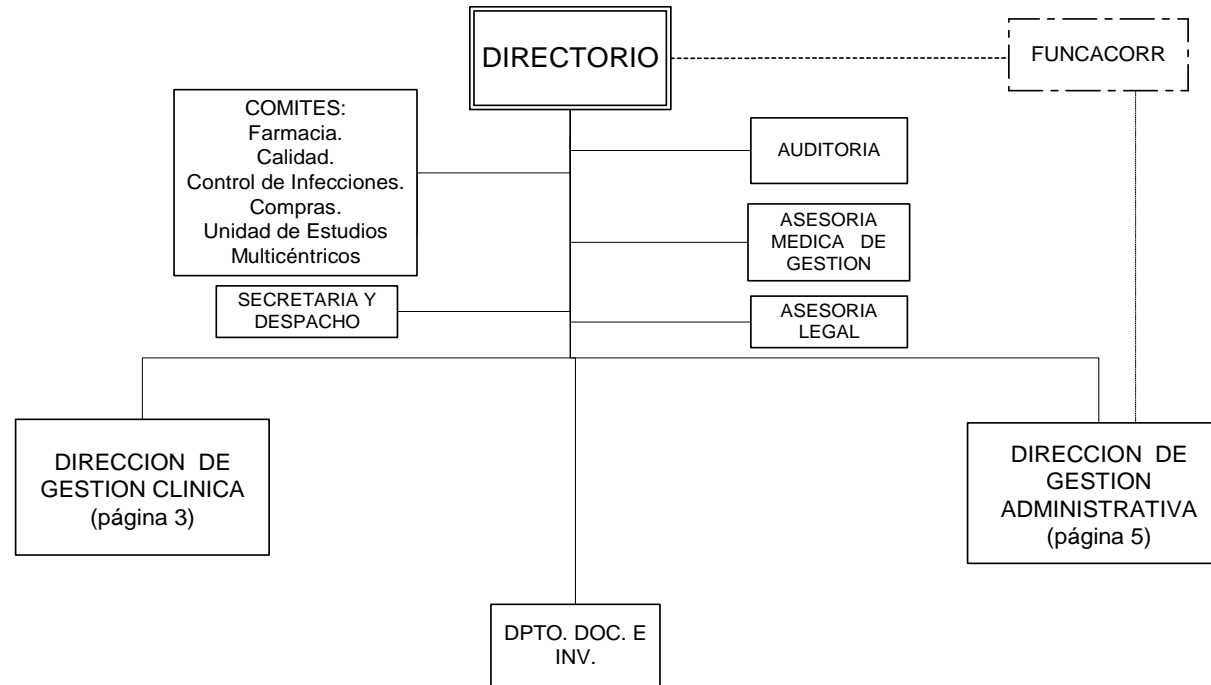 DIRECTORIO
FUNCACORR
COMITES:
Farmacia.
Calidad.
Control de Infecciones.
Compras.
Unidad de Estudios
Multicéntricos
AUDITORIA
ASESORIA
MEDICA DE
GESTION
SECRETARIA Y
DESPACHO
ASESORIA
LEGAL
DIRECCION DE
GESTION CLINICA
(página 3)
DIRECCION DE
GESTION
ADMINISTRATIVA
(página 5)
DPTO. DOC. E
INV.